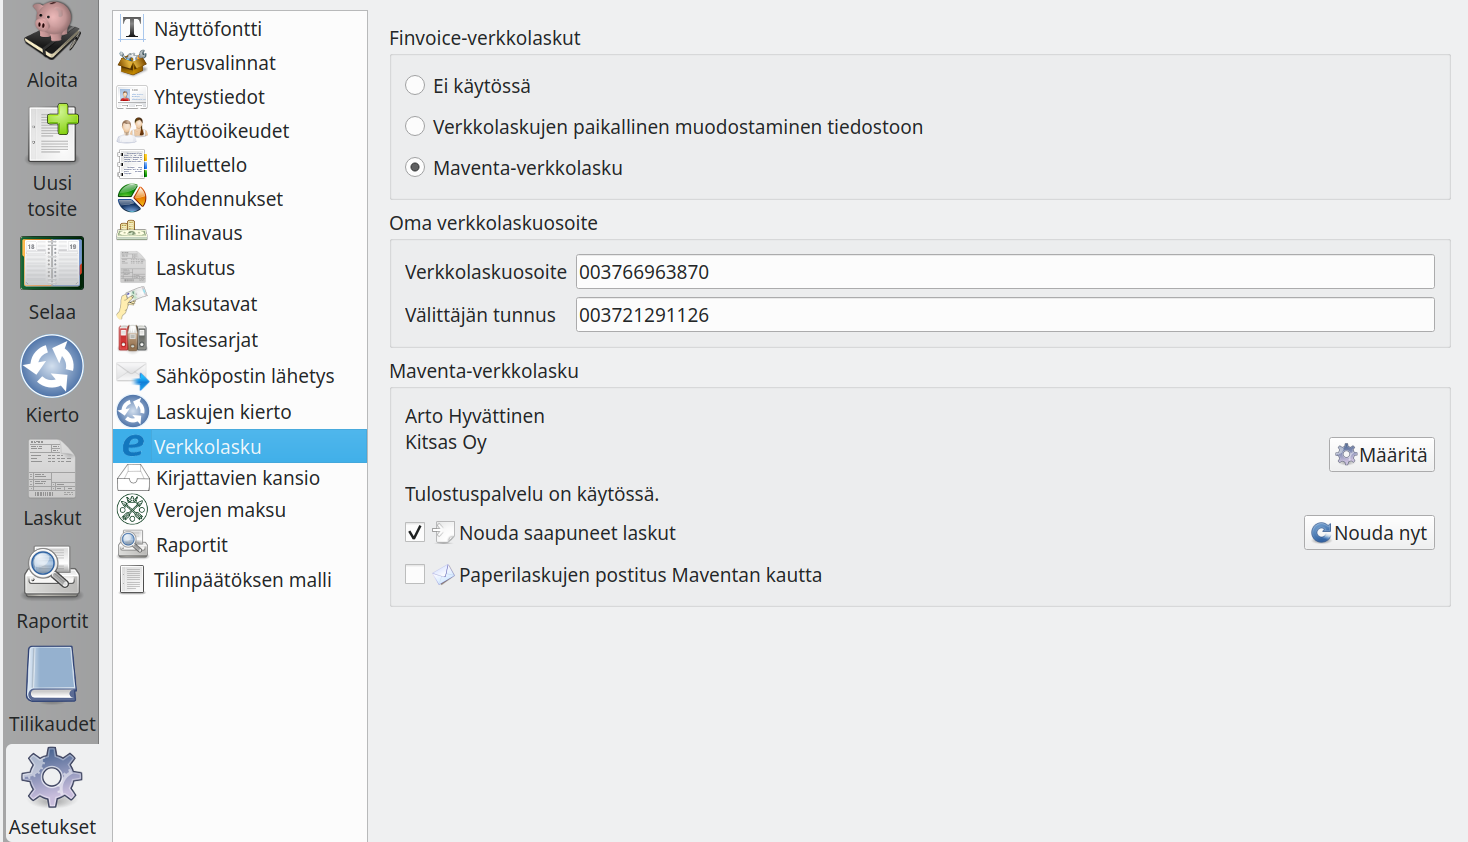 Aloita
Uusi
tosite
Selaa
Kierto
Laskut
Raportit
Tilikaudet
Asetukset
Näyttöfontti
Perusvalinnat
Yhteystiedot
Käyttöoikeudet
Tililuettelo
Kohdennukset
Tilinavaus
Laskutus
Maksutavat
Tositesarjat
Sähköpostin lähetys
Laskujen kierto
Verkkolasku
Kirjattavien kansio
Verojen maksu
Raportit
Tilinpäätöksen malli
Finvoice-verkkolaskut
Ei käytössä
Verkkolaskujen paikallinen muodostaminen tiedostoon
Maventa-verkkolasku
Oma verkkolaskuosoite
Verkkolaskuosoite 003766963870
Välittäjän tunnus 003721291126
Maventa-verkkolasku
Arto Hyvättinen
Kitsas Oy
Määritä
Tulostuspalvelu on käytössä.
Nouda saapuneet laskut
Nouda nyt
Paperilaskujen postitus Maventan kautta